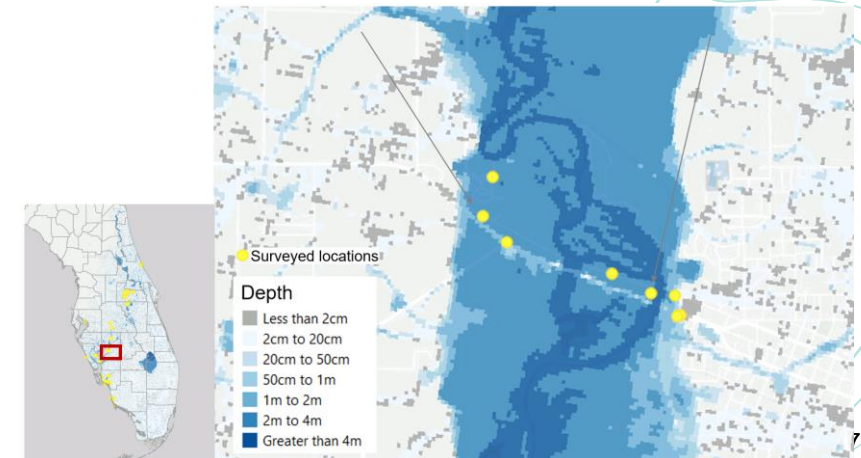 Surveyed locations
Depth
Less than 2cm
2cm to 20cm
20cm to 50cm
50cm to 1m
1m to 2m
2m to 4m
Greater than 4m